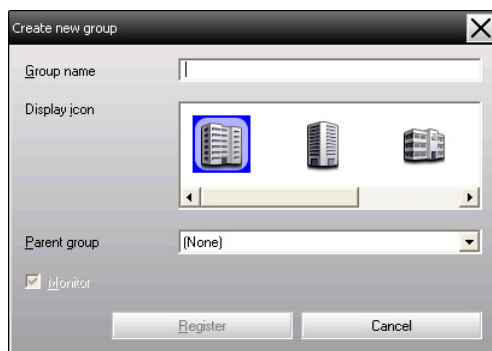 Create new group
Group name
Display icon
Parent group (None)
Monitor
Register Cancel